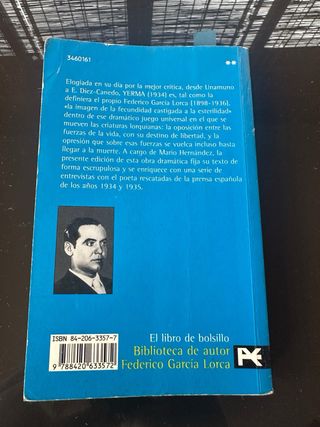 3460161
**
Elogiada en su día por la mejor crítica, desde Unamuno
a E. Díez-Canedo, YERMA (1934) es, tal como la
definiera el propio Federico García Lorca (1898-1936),
«la imagen de la fecundidad castigada a la esterilidad»
dentro de ese dramático juego universal en el que se
mueven las criaturas lorquianas: la oposición entre las
fuerzas de la vida, con su destino de libertad, y la
opresión que sobre esas fuerzas se vuelca incluso hasta
llegar a la muerte. A cargo de Mario Hernández, la
presente edición de esta obra dramática fija su texto de
forma escrupulosa y se enriquece con una serie de
entrevistas con el poeta rescatadas de la prensa española
de los años 1934 y 1935.
ISBN 84-206-3357-7
9 788420 633572
El libro de bolsillo
Biblioteca de autor
Federico García Lorca